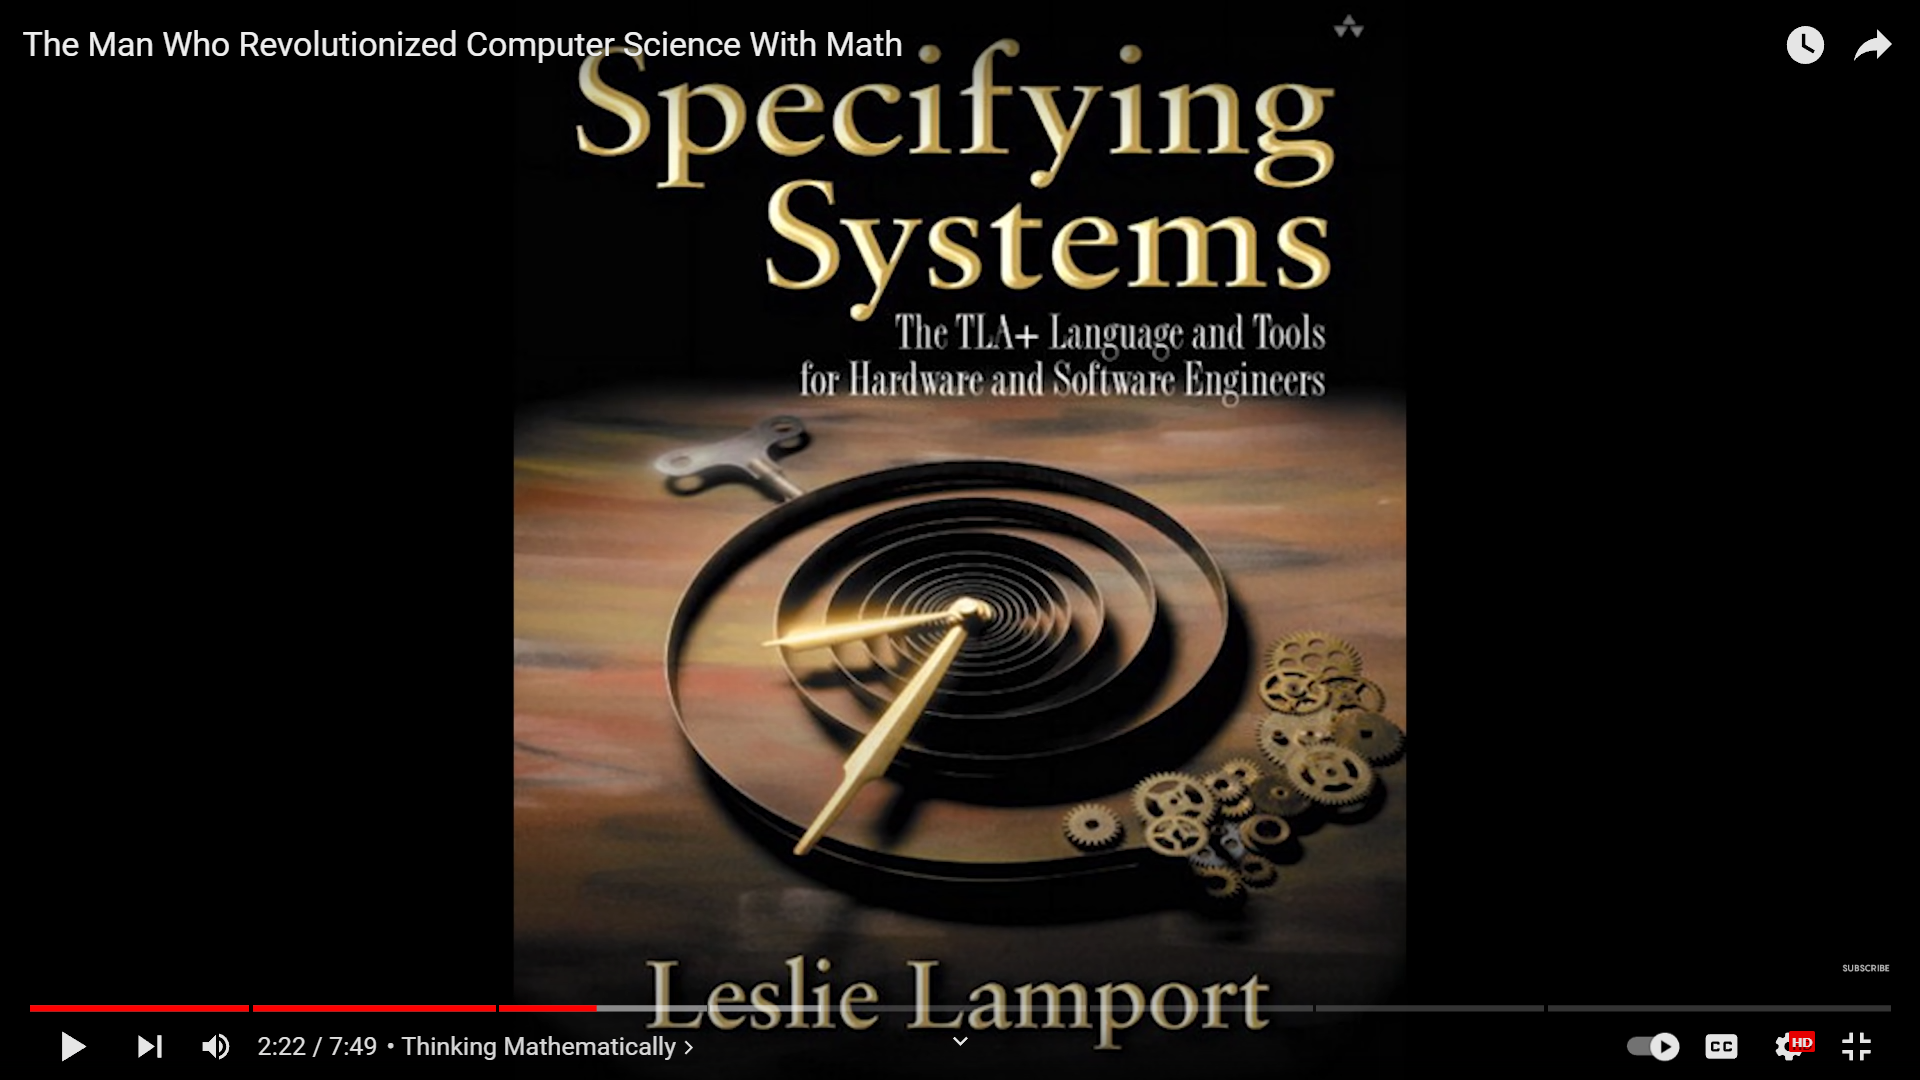 The Man Who Revolutionized Computer Science With Math
Specifying
Systems
The TLA+ Language and Tools
for Hardware and Software Engineers
Leslie Lamport
SUBSCRIBE
2:22 / 7:49 • Thinking Mathematically
CC
HD